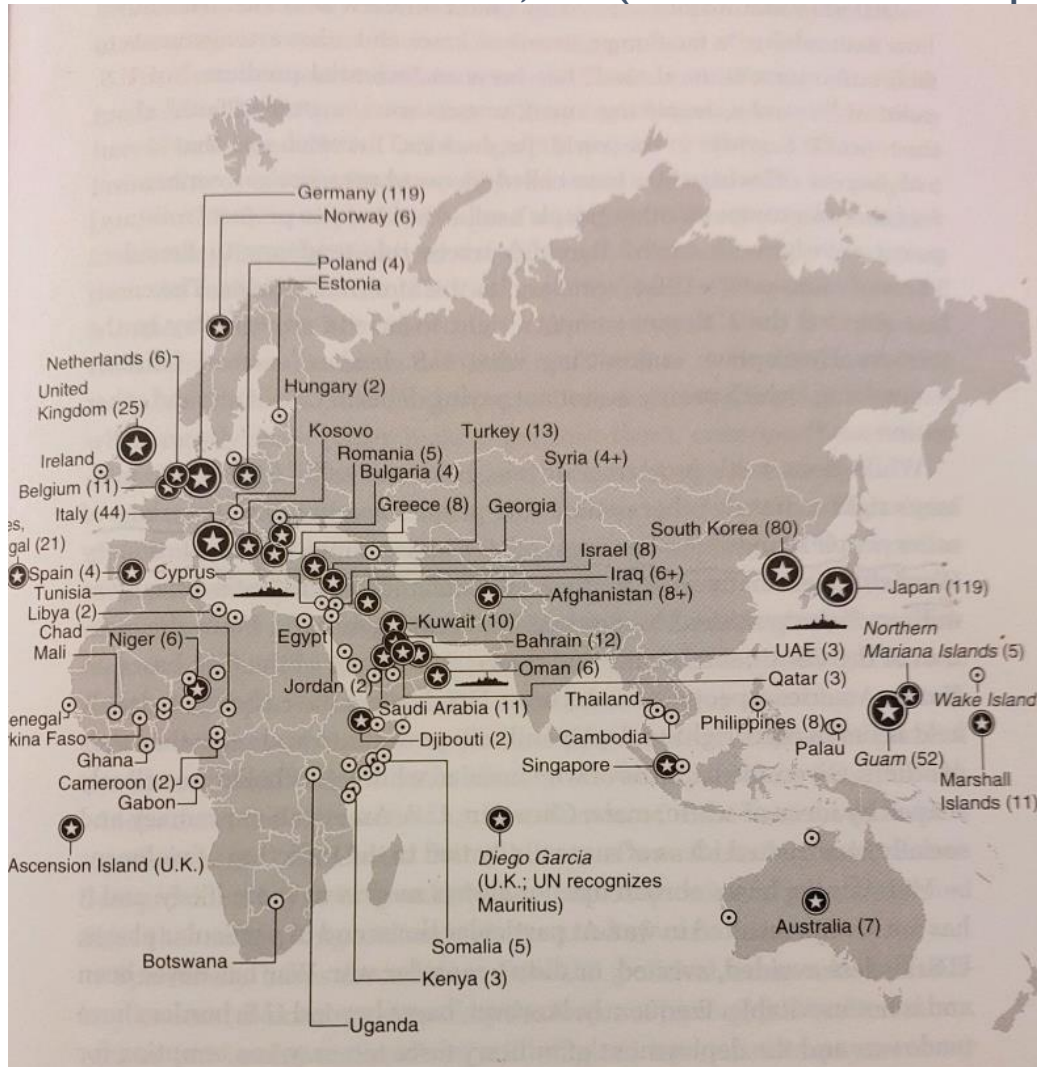 Germany (119)
Norway (6)
Poland (4)
Estonia
Netherlands (6)
United
Kingdom (25)
Hungary (2)
Kosovo
Turkey (13)
Romania (5)
Syria (4+)
Ireland
Bulgaria (4)
Belgium (11)
Greece (8)
Georgia
Italy (44)
South Korea (80)
es,
gal (21)
Israel (8)
Spain (4)
Cyprus
Iraq (6+)
Tunisia
Afghanistan (8+)
Japan (119)
Libya (2)
Kuwait (10)
Chad
Egypt
Northern
Niger (6)
Bahrain (12)
Mariana Islands (5)
Mali
UAE (3)
Oman (6)
Jordan (2)
Qatar (3)
Thailand
Wake Island
Saudi Arabia (11)
enegal
Philippines (8)
rkina Faso
Djibouti (2)
Cambodia
Palau
Ghana
Singapore
Guam (52)
Cameroon (2)
Marshall
Islands (11)
Gabon
Ascension Island (U.K.)
Diego Garcia
(U.K.; UN recognizes
Mauritius)
Australia (7)
Botswana
Somalia (5)
Kenya (3)
Uganda